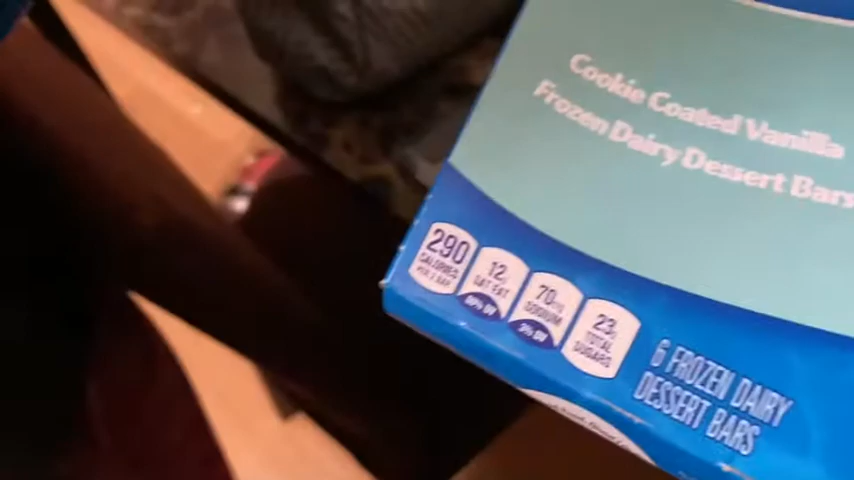 Cookie Coated Vanilla
Frozen Dairy Dessert Bars
290
CALORIES
PER 1 BAR
12g
SAT FAT
60% DV
70mg
SODIUM
3% DV
23g
TOTAL
SUGARS
6 FROZEN DAIRY
DESSERT BARS